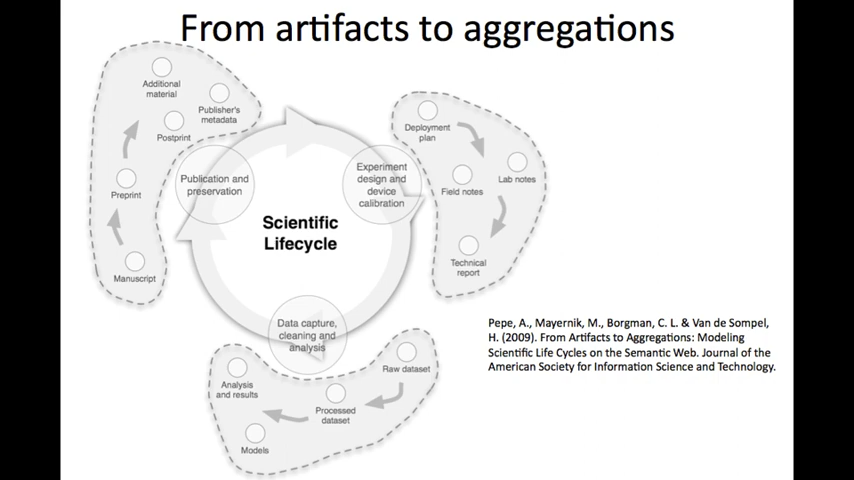 From artifacts to aggregations
Additional
material
Publisher's
metadata
Postprint
Preprint
Manuscript
Publication and
preservation
Scientific
Lifecycle
Experiment
design and
device
calibration
Deployment
plan
Field notes
Lab notes
Technical
report
Data capture,
cleaning and
analysis
Raw dataset
Processed
dataset
Analysis
and results
Models
Pepe, A., Mayernik, M., Borgman, C. L. & Van de Sompel,
H. (2009). From Artifacts to Aggregations: Modeling
Scientific Life Cycles on the Semantic Web. Journal of the
American Society for Information Science and Technology.